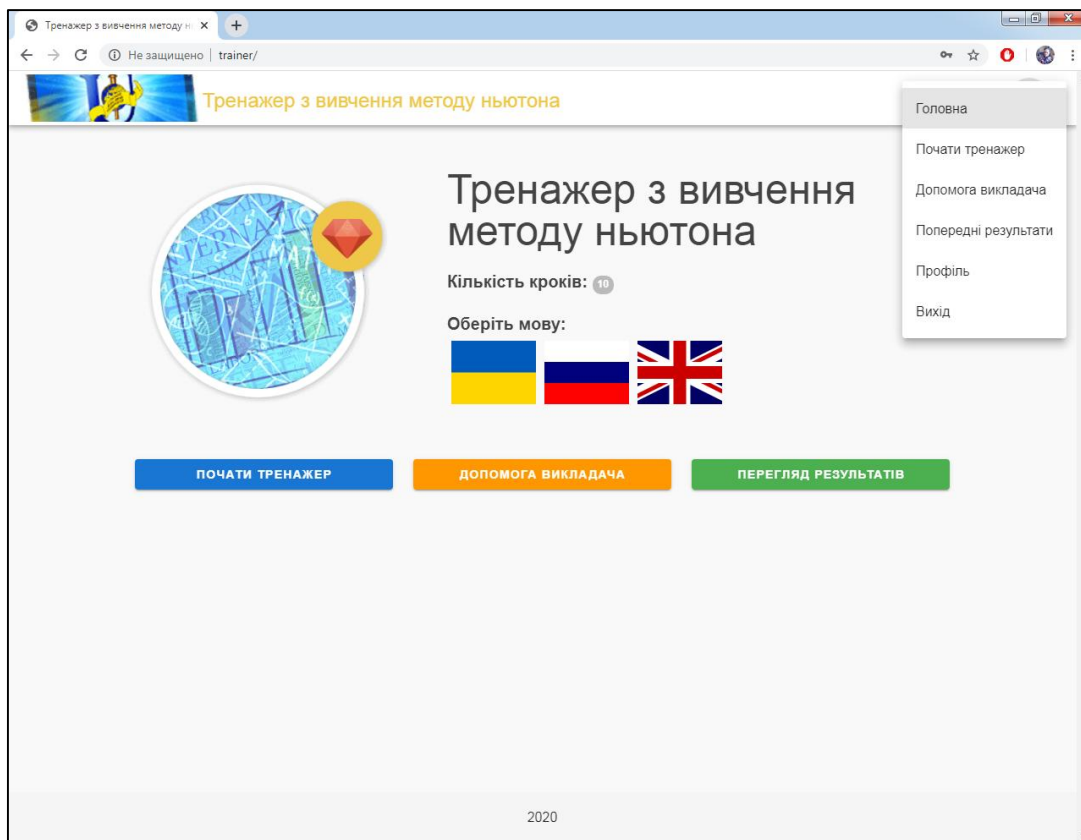 Тренажер з вивчення методу н
Не защищено | trainer/
Тренажер з вивчення методу ньютона
Головна
Почати тренажер
Допомога викладача
Попередні результати
Профіль
Вихід
Тренажер з вивчення
методу ньютона
Кількість кроків: 10
Оберіть мову:
ПОЧАТИ ТРЕНАЖЕР
ДОПОМОГА ВИКЛАДАЧА
ПЕРЕГЛЯД РЕЗУЛЬТАТІВ
2020